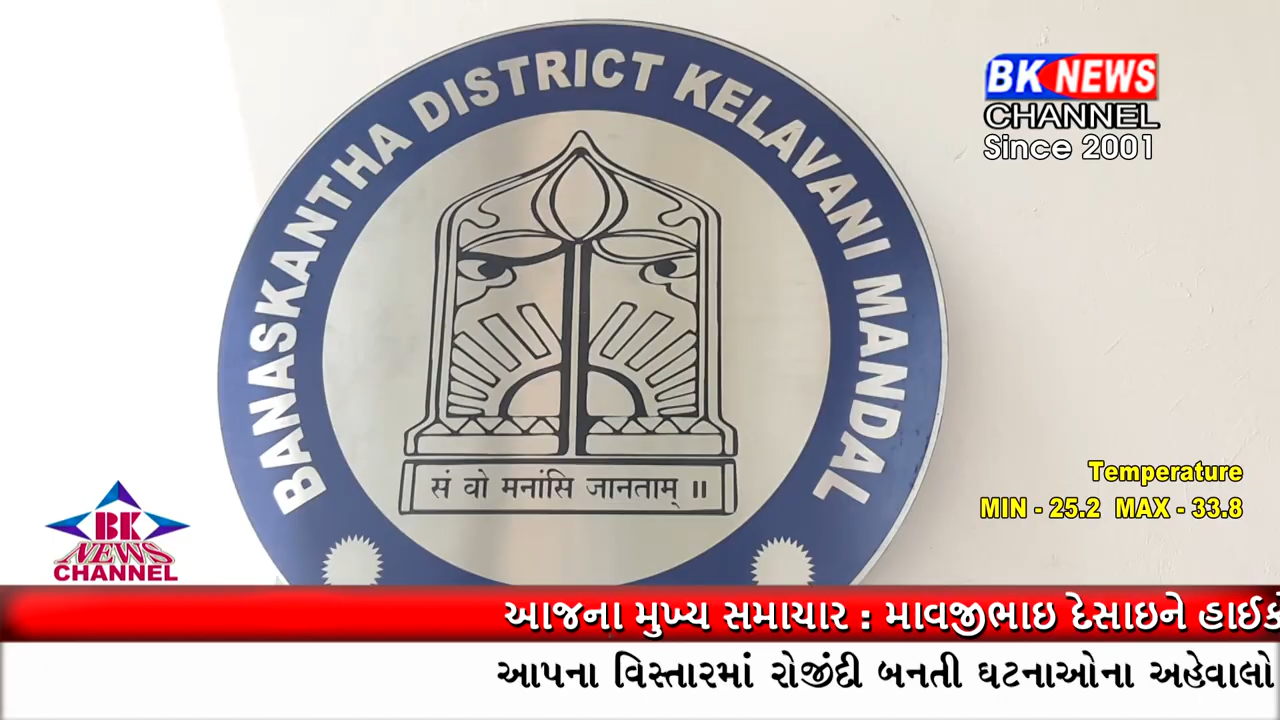 BANASKANTHA DISTRICT KELAVANI MANDAL
सं वो मनांसि जानताम् ॥
BK NEWS
CHANNEL
Since 2001
Temperature
MIN - 25.2 MAX - 33.8
BK
NEWS
CHANNEL
આજના મુખ્ય સમાચાર : માવજીભાઇ દેસાઇને
આપના વિસ્તારમાં રોજીંદી બનતી ઘટનાઓના અહેવાલો